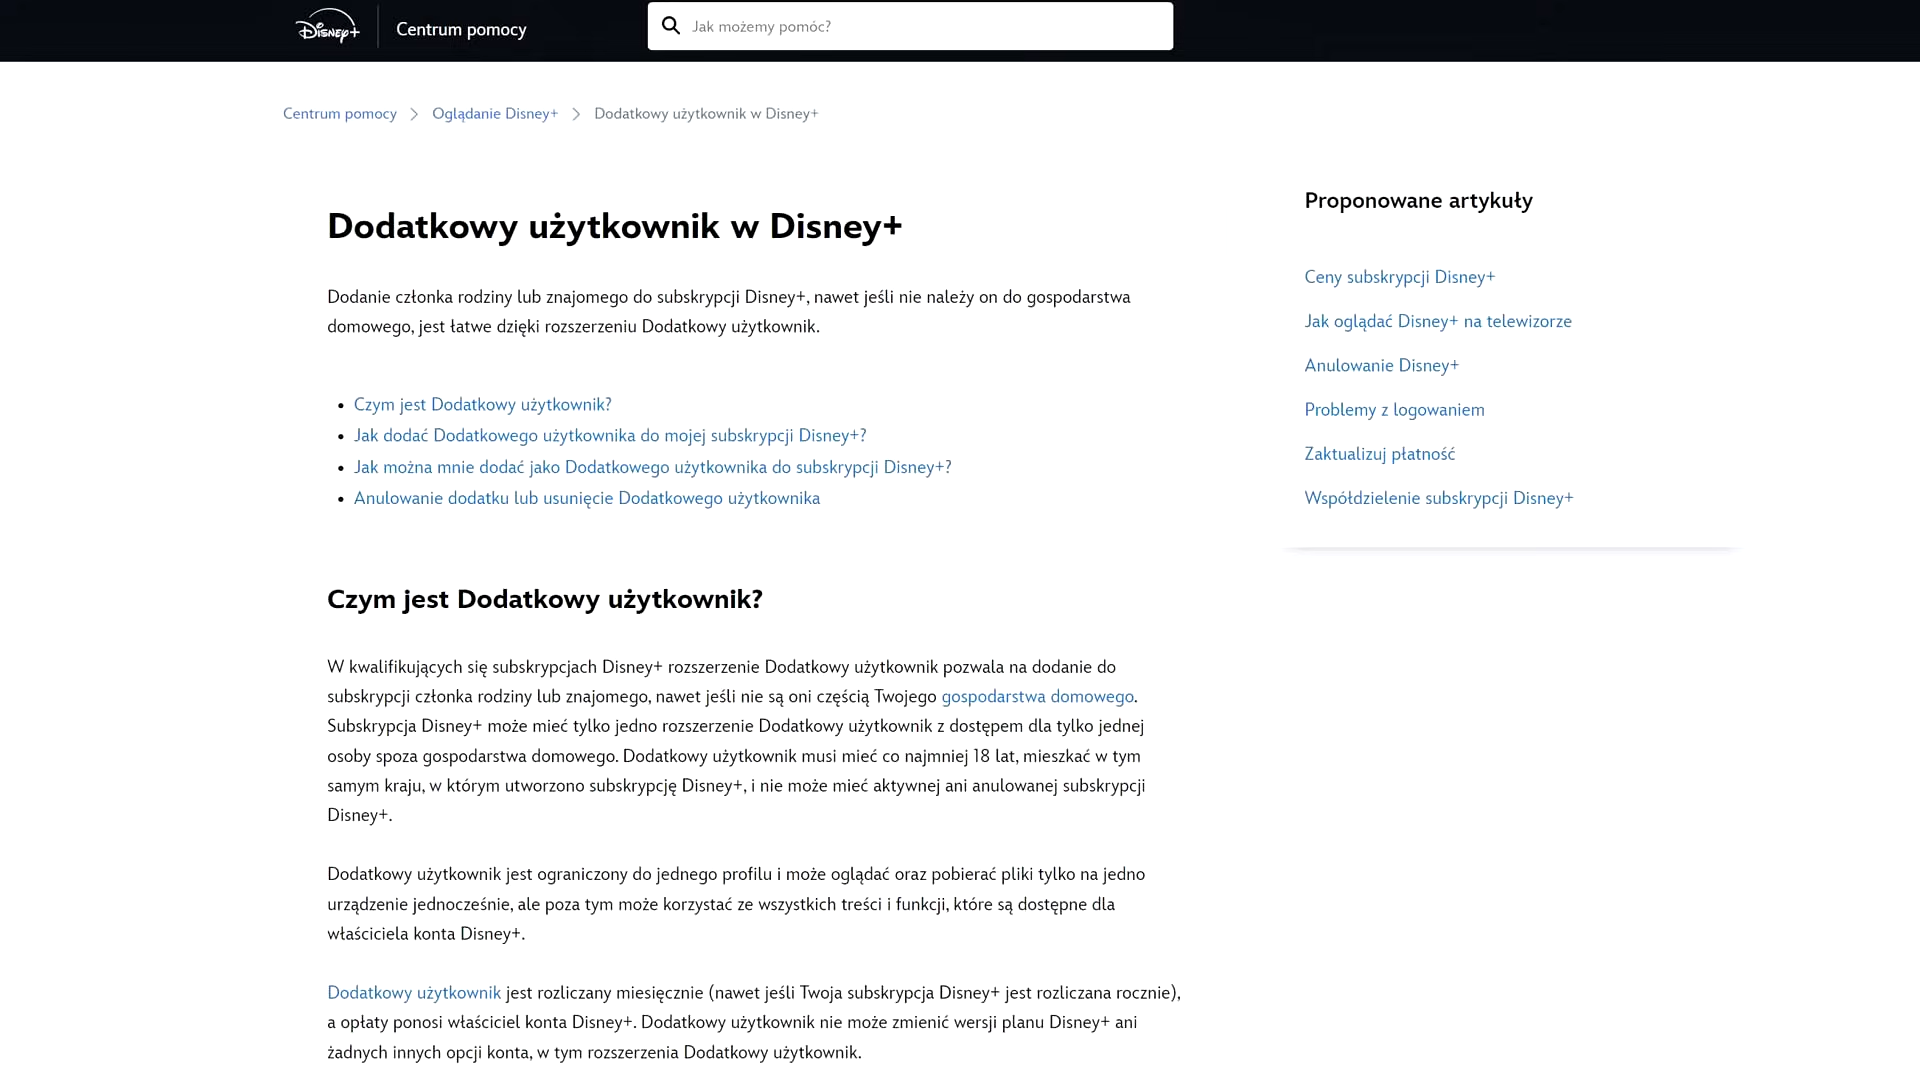 Disney+
Centrum pomocy
Jak możemy pomóc?
Centrum pomocy
Oglądanie Disney+
Dodatkowy użytkownik w Disney+
Dodatkowy użytkownik w Disney+
Dodanie członka rodziny lub znajomego do subskrypcji Disney+, nawet jeśli nie należy on do gospodarstwa
domowego, jest łatwe dzięki rozszerzeniu Dodatkowy użytkownik.
• Czym jest Dodatkowy użytkownik?
• Jak dodać Dodatkowego użytkownika do mojej subskrypcji Disney+?
• Jak można mnie dodać jako Dodatkowego użytkownika do subskrypcji Disney+?
• Anulowanie dodatku lub usunięcie Dodatkowego użytkownika
Czym jest Dodatkowy użytkownik?
W kwalifikujących się subskrypcjach Disney+ rozszerzenie Dodatkowy użytkownik pozwala na dodanie do
subskrypcji członka rodziny lub znajomego, nawet jeśli nie są oni częścią Twojego gospodarstwa domowego.
Subskrypcja Disney+ może mieć tylko jedno rozszerzenie Dodatkowy użytkownik z dostępem dla tylko jednej
osoby spoza gospodarstwa domowego. Dodatkowy użytkownik musi mieć co najmniej 18 lat, mieszkać w tym
samym kraju, w którym utworzono subskrypcję Disney+, i nie może mieć aktywnej ani anulowanej subskrypcji
Disney+.
Dodatkowy użytkownik jest ograniczony do jednego profilu i może oglądać oraz pobierać pliki tylko na jedno
urządzenie jednocześnie, ale poza tym może korzystać ze wszystkich treści i funkcji, które są dostępne dla
właściciela konta Disney+.
Dodatkowy użytkownik jest rozliczany miesięcznie (nawet jeśli Twoja subskrypcja Disney+ jest rozliczana rocznie),
a opłaty ponosi właściciel konta Disney+. Dodatkowy użytkownik nie może zmienić wersji planu Disney+ ani
żadnych innych opcji konta, w tym rozszerzenia Dodatkowy użytkownik.
Proponowane artykuły
Ceny subskrypcji Disney+
Jak oglądać Disney+ na telewizorze
Anulowanie Disney+
Problemy z logowaniem
Zaktualizuj płatność
Współdzielenie subskrypcji Disney+